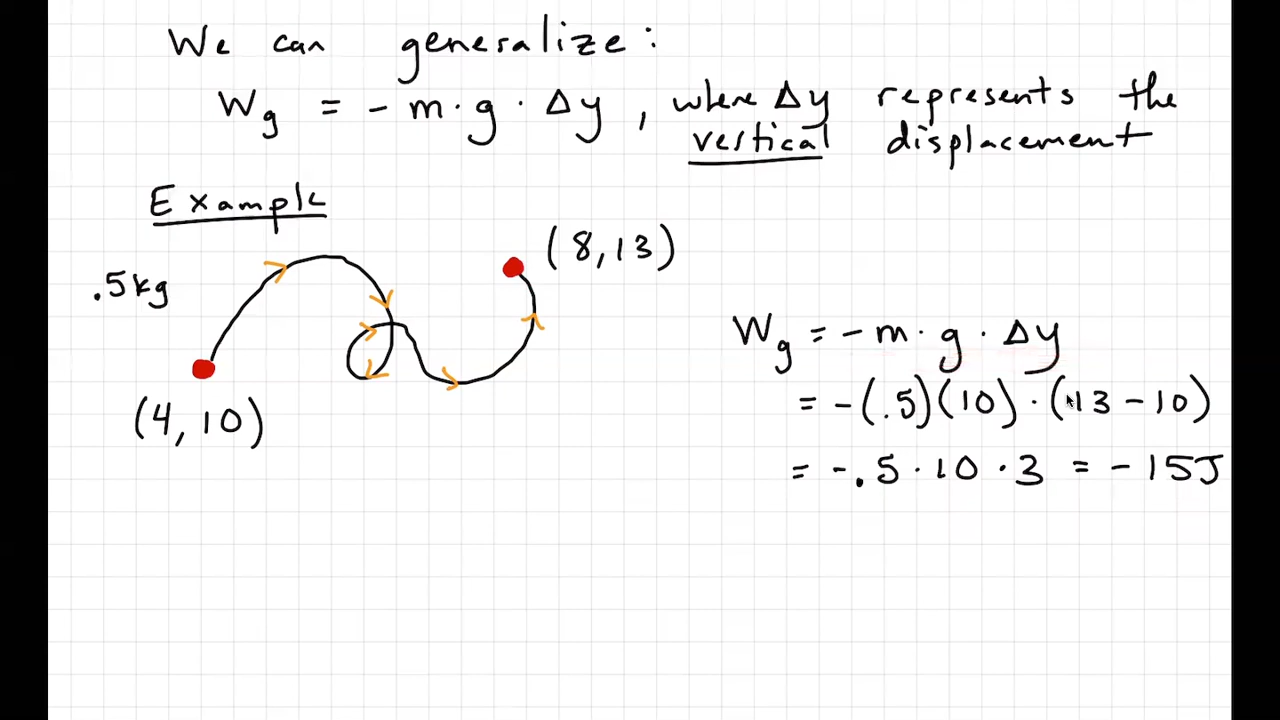 We can generalize:
Wg = - m · g · Δy, where Δy represents the
vertical displacement
Example
(8,13)
.5kg
(4, 10)
Wg = - m · g · Δy
= -(.5)(10) · (13 - 10)
= -.5 · 10 · 3 = - 15J